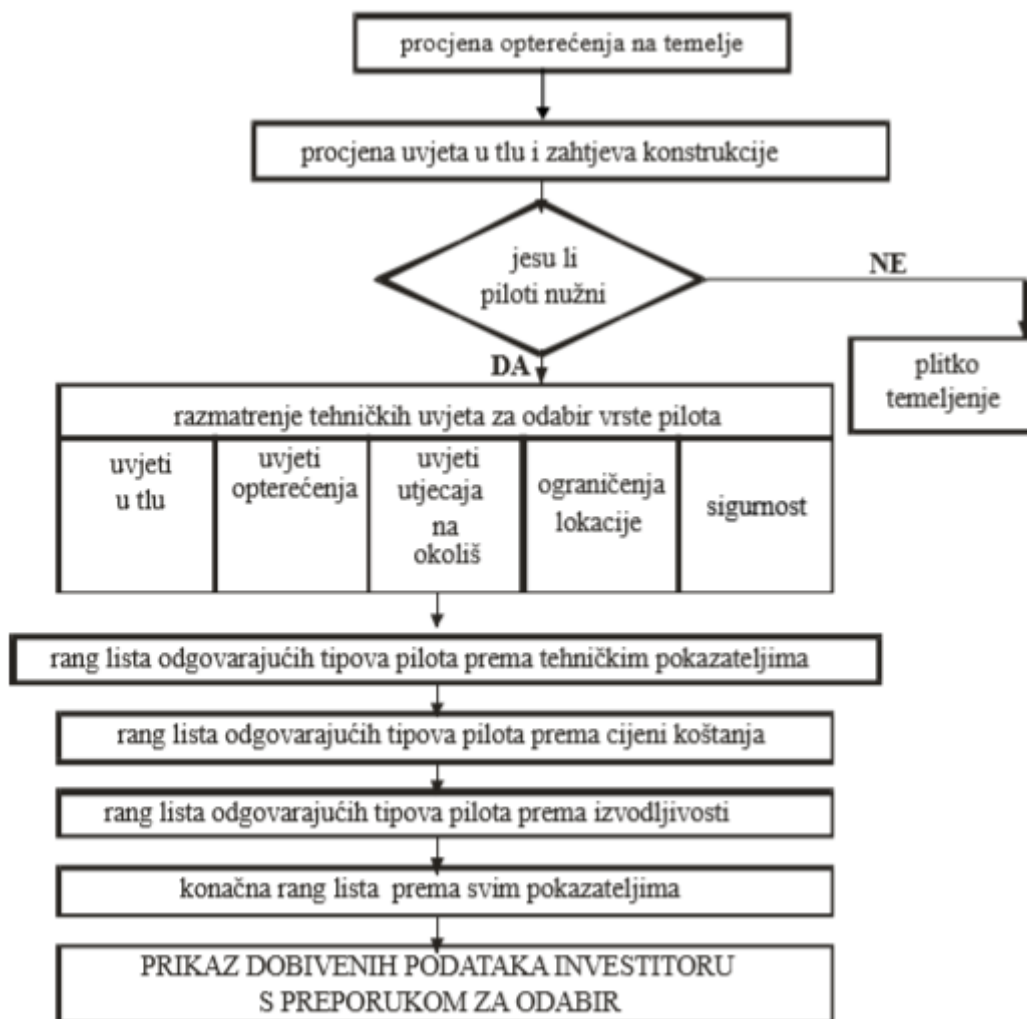 procjena opterećenja na temelje
procjena uvjeta u tlu i zahtjeva konstrukcije
jesu li
piloti nužni
NE
plitko
temeljenje
DA
razmatrenje tehničkih uvjeta za odabir vrste pilota
uvjeti
u tlu
uvjeti
opterećenja
uvjeti
utjecaja
na
okoliš
ograničenja
lokacije
sigurnost
rang lista odgovarajućih tipova pilota prema tehničkim pokazateljima
rang lista odgovarajućih tipova pilota prema cijeni koštanja
rang lista odgovarajućih tipova pilota prema izvodljivosti
konačna rang lista prema svim pokazateljima
PRIKAZ DOBIVENIH PODATAKA INVESTITORU
S PREPORUKOM ZA ODABIR